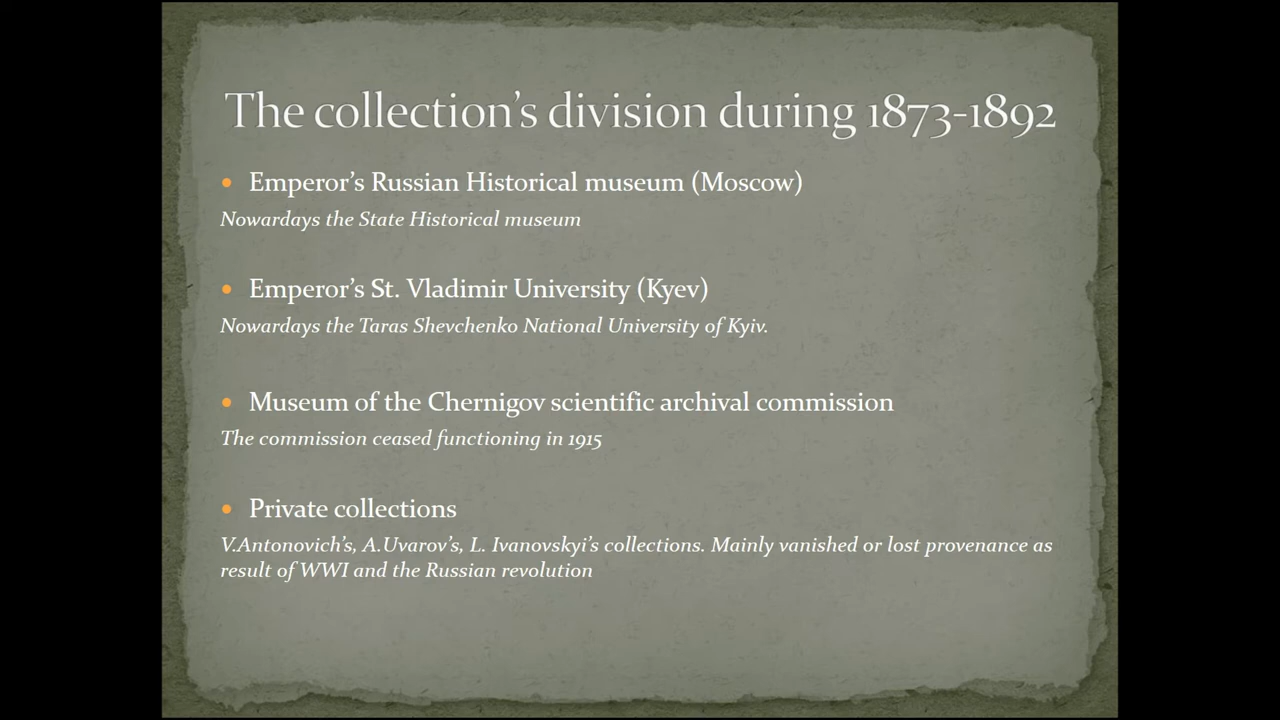 The collection's division during 1873-1892
• Emperor's Russian Historical museum (Moscow)
Nowardays the State Historical museum
• Emperor's St. Vladimir University (Kyev)
Nowardays the Taras Shevchenko National University of Kyiv.
• Museum of the Chernigov scientific archival commission
The commission ceased functioning in 1915
• Private collections
V.Antonovich's, A.Uvarov's, L. Ivanovskyi's collections. Mainly vanished or lost provenance as
result of WWI and the Russian revolution